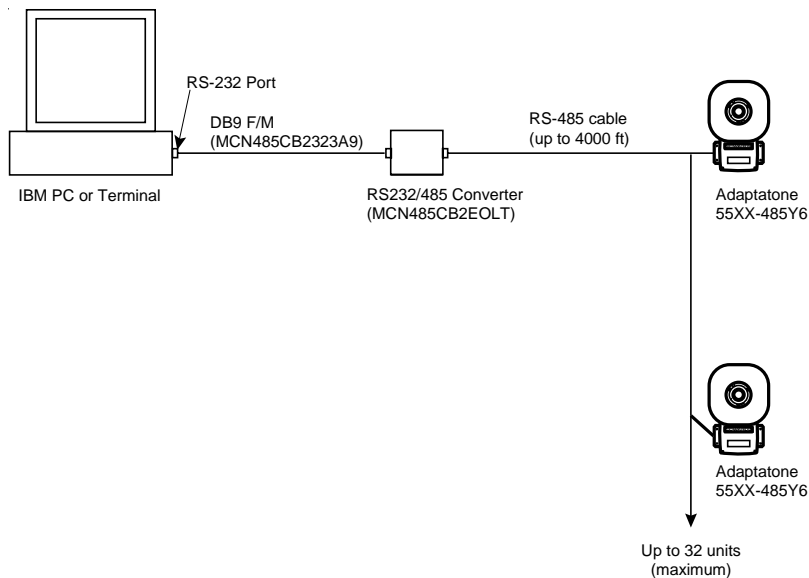 RS-232 Port
DB9 F/M
(MCN485CB2323A9)
RS-485 cable
(up to 4000 ft)
IBM PC or Terminal
RS232/485 Converter
(MCN485CB2EOLT)
Adaptatone
55XX-485Y6
Adaptatone
55XX-485Y6
Up to 32 units
(maximum)